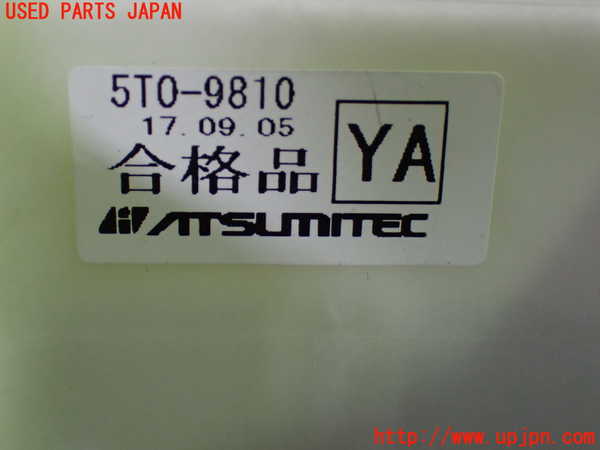 USED PARTS JAPAN
5T0-9810
17.09.05
合格品
YA
ATSUMITEC
http://www.upjpn.com/